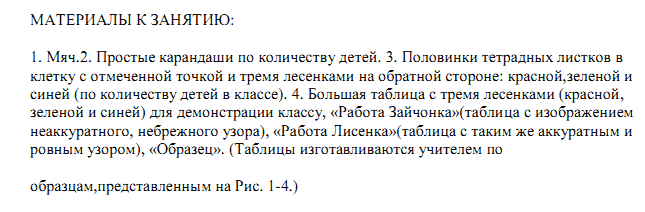 МАТЕРИАЛЫ К ЗАНЯТИЮ:
1. Мяч.2. Простые карандаши по количеству детей. 3. Половинки тетрадных листков в
клетку с отмеченной точкой и тремя лесенками на обратной стороне: красной,зеленой и
синей (по количеству детей в классе). 4. Большая таблица с тремя лесенками (красной,
зеленой и синей) для демонстрации классу, «Работа Зайчонка»(таблица с изображением
неаккуратного, небрежного узора), «Работа Лисенка»(таблица с таким же аккуратным и
ровным узором), «Образец». (Таблицы изготавливаются учителем по
образцам,представленным на Рис. 1-4.)